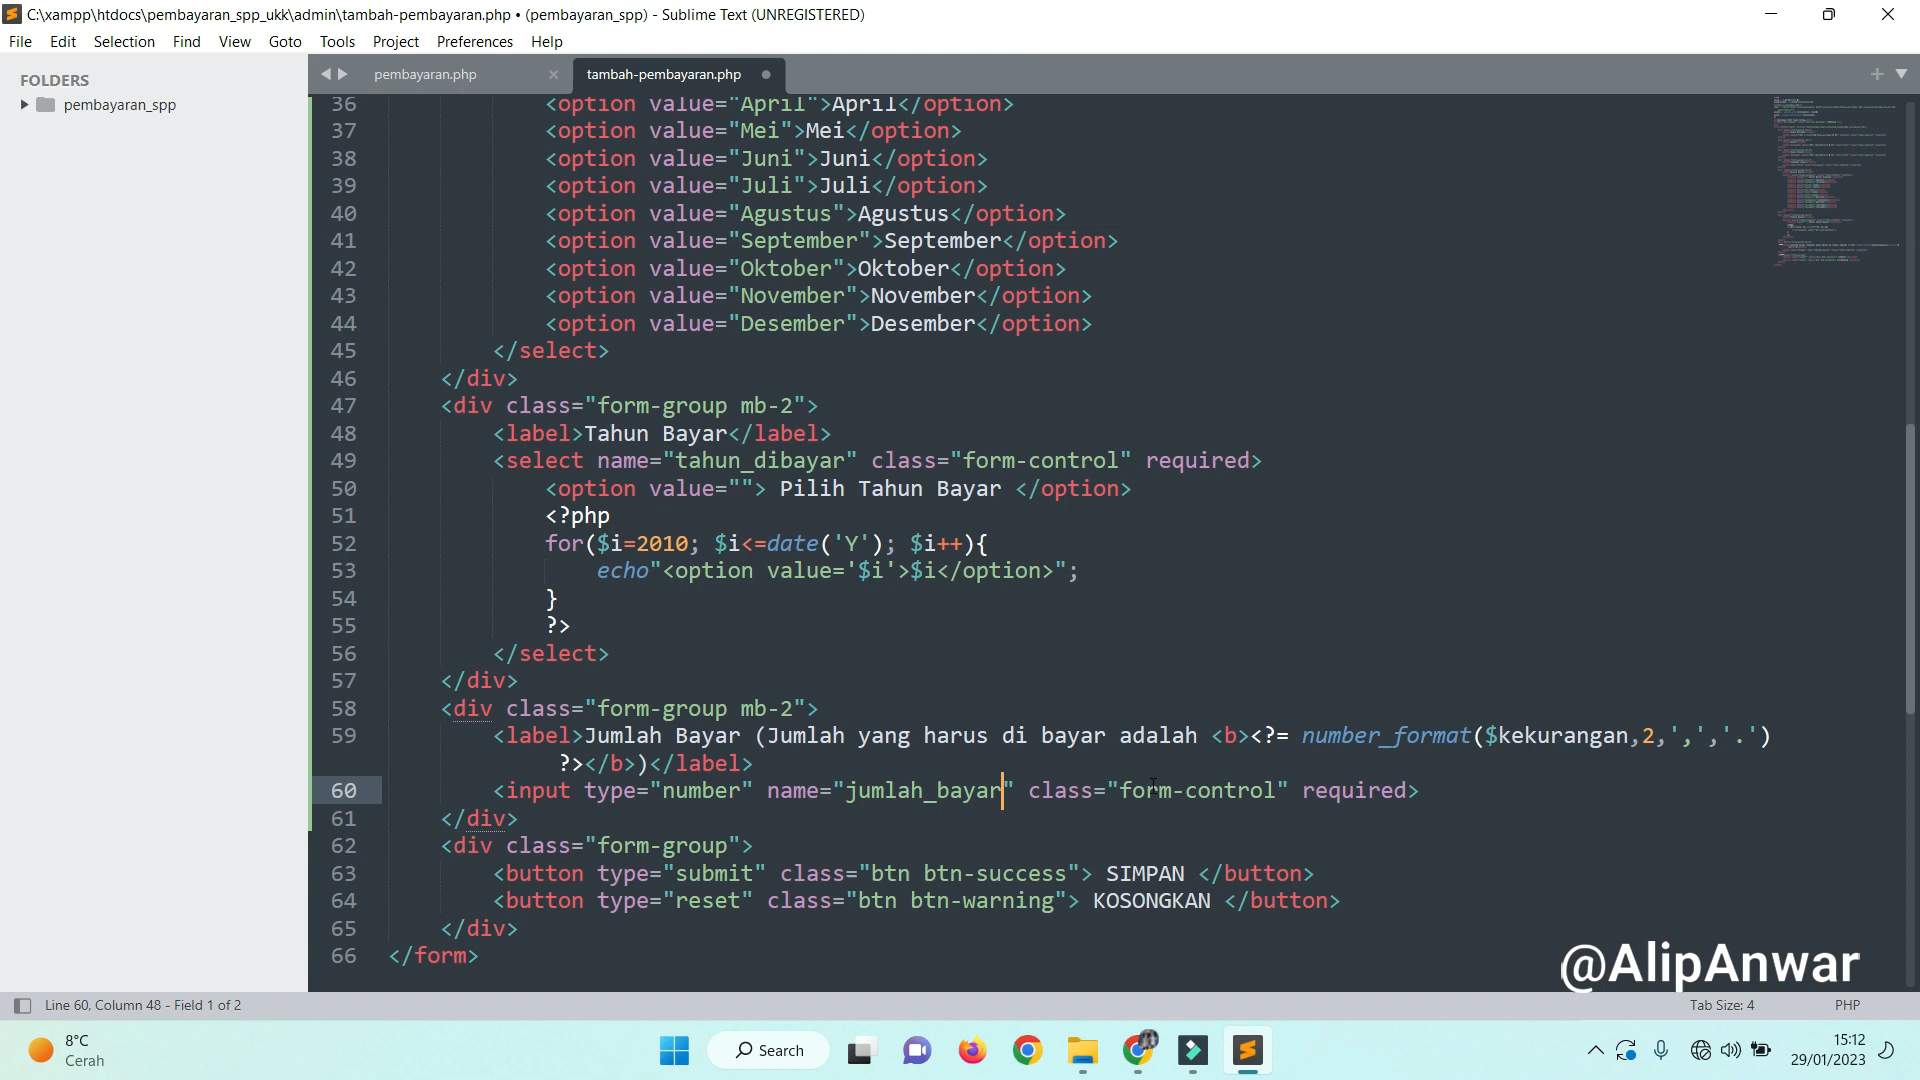 C:\xampp\htdocs\pembayaran_spp_ukk\admin\tambah-pembayaran.php • (pembayaran_spp) - Sublime Text (UNREGISTERED)
File Edit Selection Find View Goto Tools Project Preferences Help
FOLDERS
pembayaran_spp
pembayaran.php
tambah-pembayaran.php
36 <option value="April">April</option>
37 <option value="Mei">Mei</option>
38 <option value="Juni">Juni</option>
39 <option value="Juli">Juli</option>
40 <option value="Agustus">Agustus</option>
41 <option value="September">September</option>
42 <option value="Oktober">Oktober</option>
43 <option value="November">November</option>
44 <option value="Desember">Desember</option>
45 </select>
46 </div>
47 <div class="form-group mb-2">
48 <label>Tahun Bayar</label>
49 <select name="tahun_dibayar" class="form-control" required>
50 <option value=""> Pilih Tahun Bayar </option>
51 <?php
52 for($i=2010; $i<=date('Y'); $i++){
53 echo"<option value='$i'>$i</option>";
54 }
55 ?>
56 </select>
57 </div>
58 <div class="form-group mb-2">
59 <label>Jumlah Bayar (Jumlah yang harus di bayar adalah <b><?= number_format($kekurangan,2,',','.')
?></b>)</label>
60 <input type="number" name="jumlah_bayar" class="form-control" required>
61 </div>
62 <div class="form-group">
63 <button type="submit" class="btn btn-success"> SIMPAN </button>
64 <button type="reset" class="btn btn-warning"> KOSONGKAN </button>
65 </div>
66 </form>
@AlipAnwar
Line 60, Column 48 - Field 1 of 2
Tab Size: 4
PHP
8°C
Cerah
Search
15:12
29/01/2023